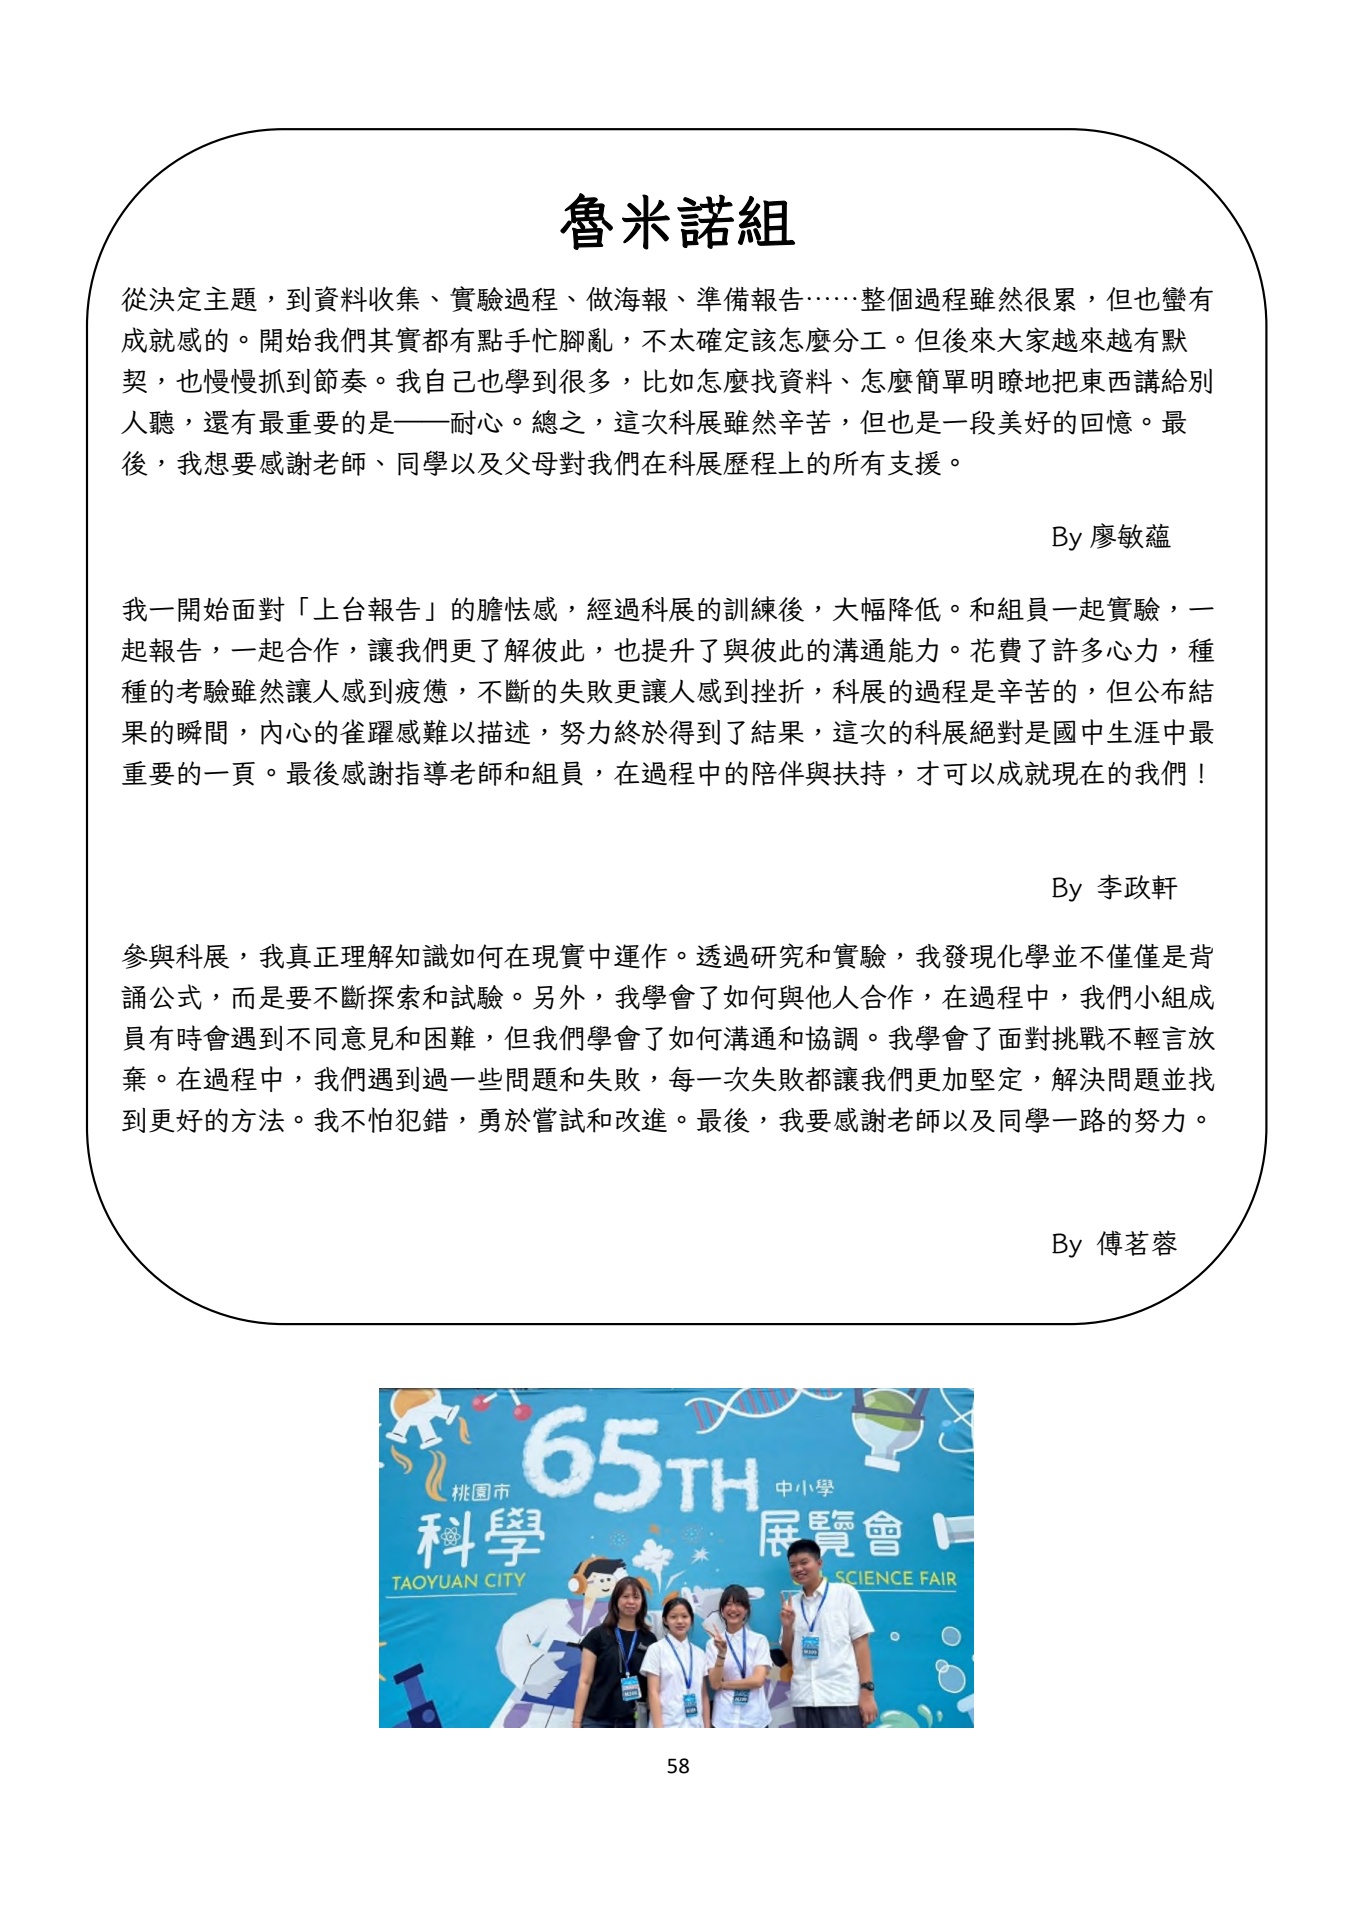 魯米諾組
從決定主題，到資料收集、實驗過程、做海報、準備報告……整個過程雖然很累，但也蠻有
成就感的。開始我們其實都有點手忙腳亂，不太確定該怎麼分工。但後來大家越來越有默
契，也慢慢抓到節奏。我自己也學到很多，比如怎麼找資料、怎麼簡單明瞭地把東西講給別
人聽，還有最重要的是——耐心。總之，這次科展雖然辛苦，但也是一段美好的回憶。最
後，我想要感謝老師、同學以及父母對我們在科展歷程上的所有支援。
By 廖敏蘊
我一開始面對「上台報告」的膽怯感，經過科展的訓練後，大幅降低。和組員一起實驗，一
起報告，一起合作，讓我們更了解彼此，也提升了與彼此的溝通能力。花費了許多心力，種
種的考驗雖然讓人感到疲憊，不斷的失敗更讓人感到挫折，科展的過程是辛苦的，但公布結
果的瞬間，內心的雀躍感難以描述，努力終於得到了結果，這次的科展絕對是國中生涯中最
重要的一頁。最後感謝指導老師和組員，在過程中的陪伴與扶持，才可以成就現在的我們！
By 李政軒
參與科展，我真正理解知識如何在現實中運作。透過研究和實驗，我發現化學並不僅僅是背
誦公式，而是要不斷探索和試驗。另外，我學會了如何與他人合作，在過程中，我們小組成
員有時會遇到不同意見和困難，但我們學會了如何溝通和協調。我學會了面對挑戰不輕言放
棄。在過程中，我們遇到過一些問題和失敗，每一次失敗都讓我們更加堅定，解決問題並找
到更好的方法。我不怕犯錯，勇於嘗試和改進。最後，我要感謝老師以及同學一路的努力。
By 傅茗蓉
65TH
桃園市 中小學
科學 展覽會
TAOYUAN CITY SCIENCE FAIR
58